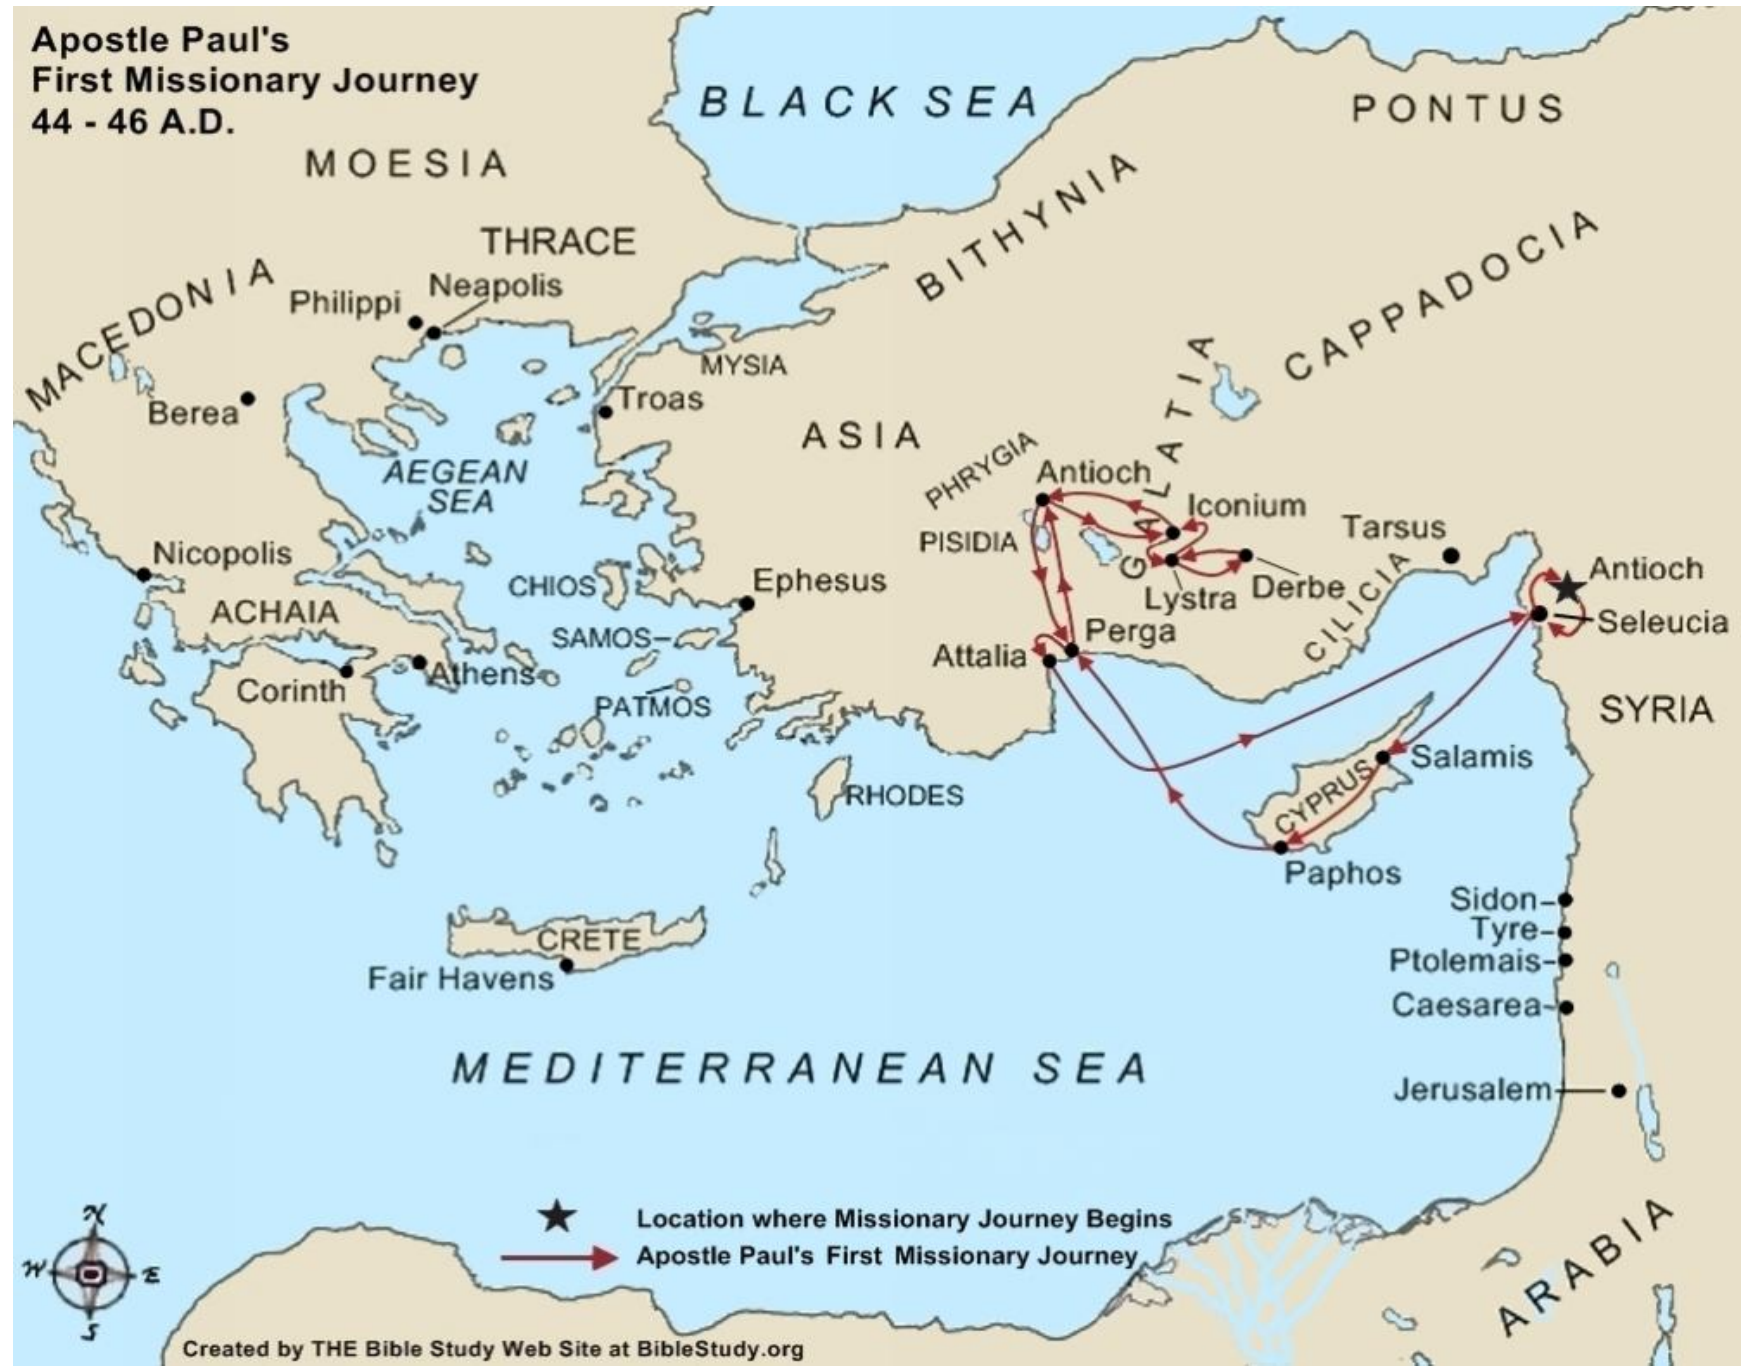 Apostle Paul's
First Missionary Journey
44 - 46 A.D.
BLACK SEA
PONTUS
MOESIA
BITHYNIA
THRACE
CAPPADOCIA
MACEDONIA
Neapolis
Philippi
MYSIA
GALATIA
Troas
Berea
ASIA
AEGEAN
SEA
PHRYGIA
Antioch
Iconium
Tarsus
PISIDIA
Nicopolis
CHIOS
Ephesus
Lystra
Derbe
CILICIA
Antioch
ACHAIA
Seleucia
SAMOS
Perga
Attalia
Athens
Corinth
PATMOS
SYRIA
Salamis
RHODES
CYPRUS
Paphos
Sidon
Tyre
CRETE
Ptolemais
Fair Havens
Caesarea
MEDITERRANEAN SEA
Jerusalem
N
W
E
S
Location where Missionary Journey Begins
Apostle Paul's First Missionary Journey
ARABIA
Created by THE Bible Study Web Site at BibleStudy.org